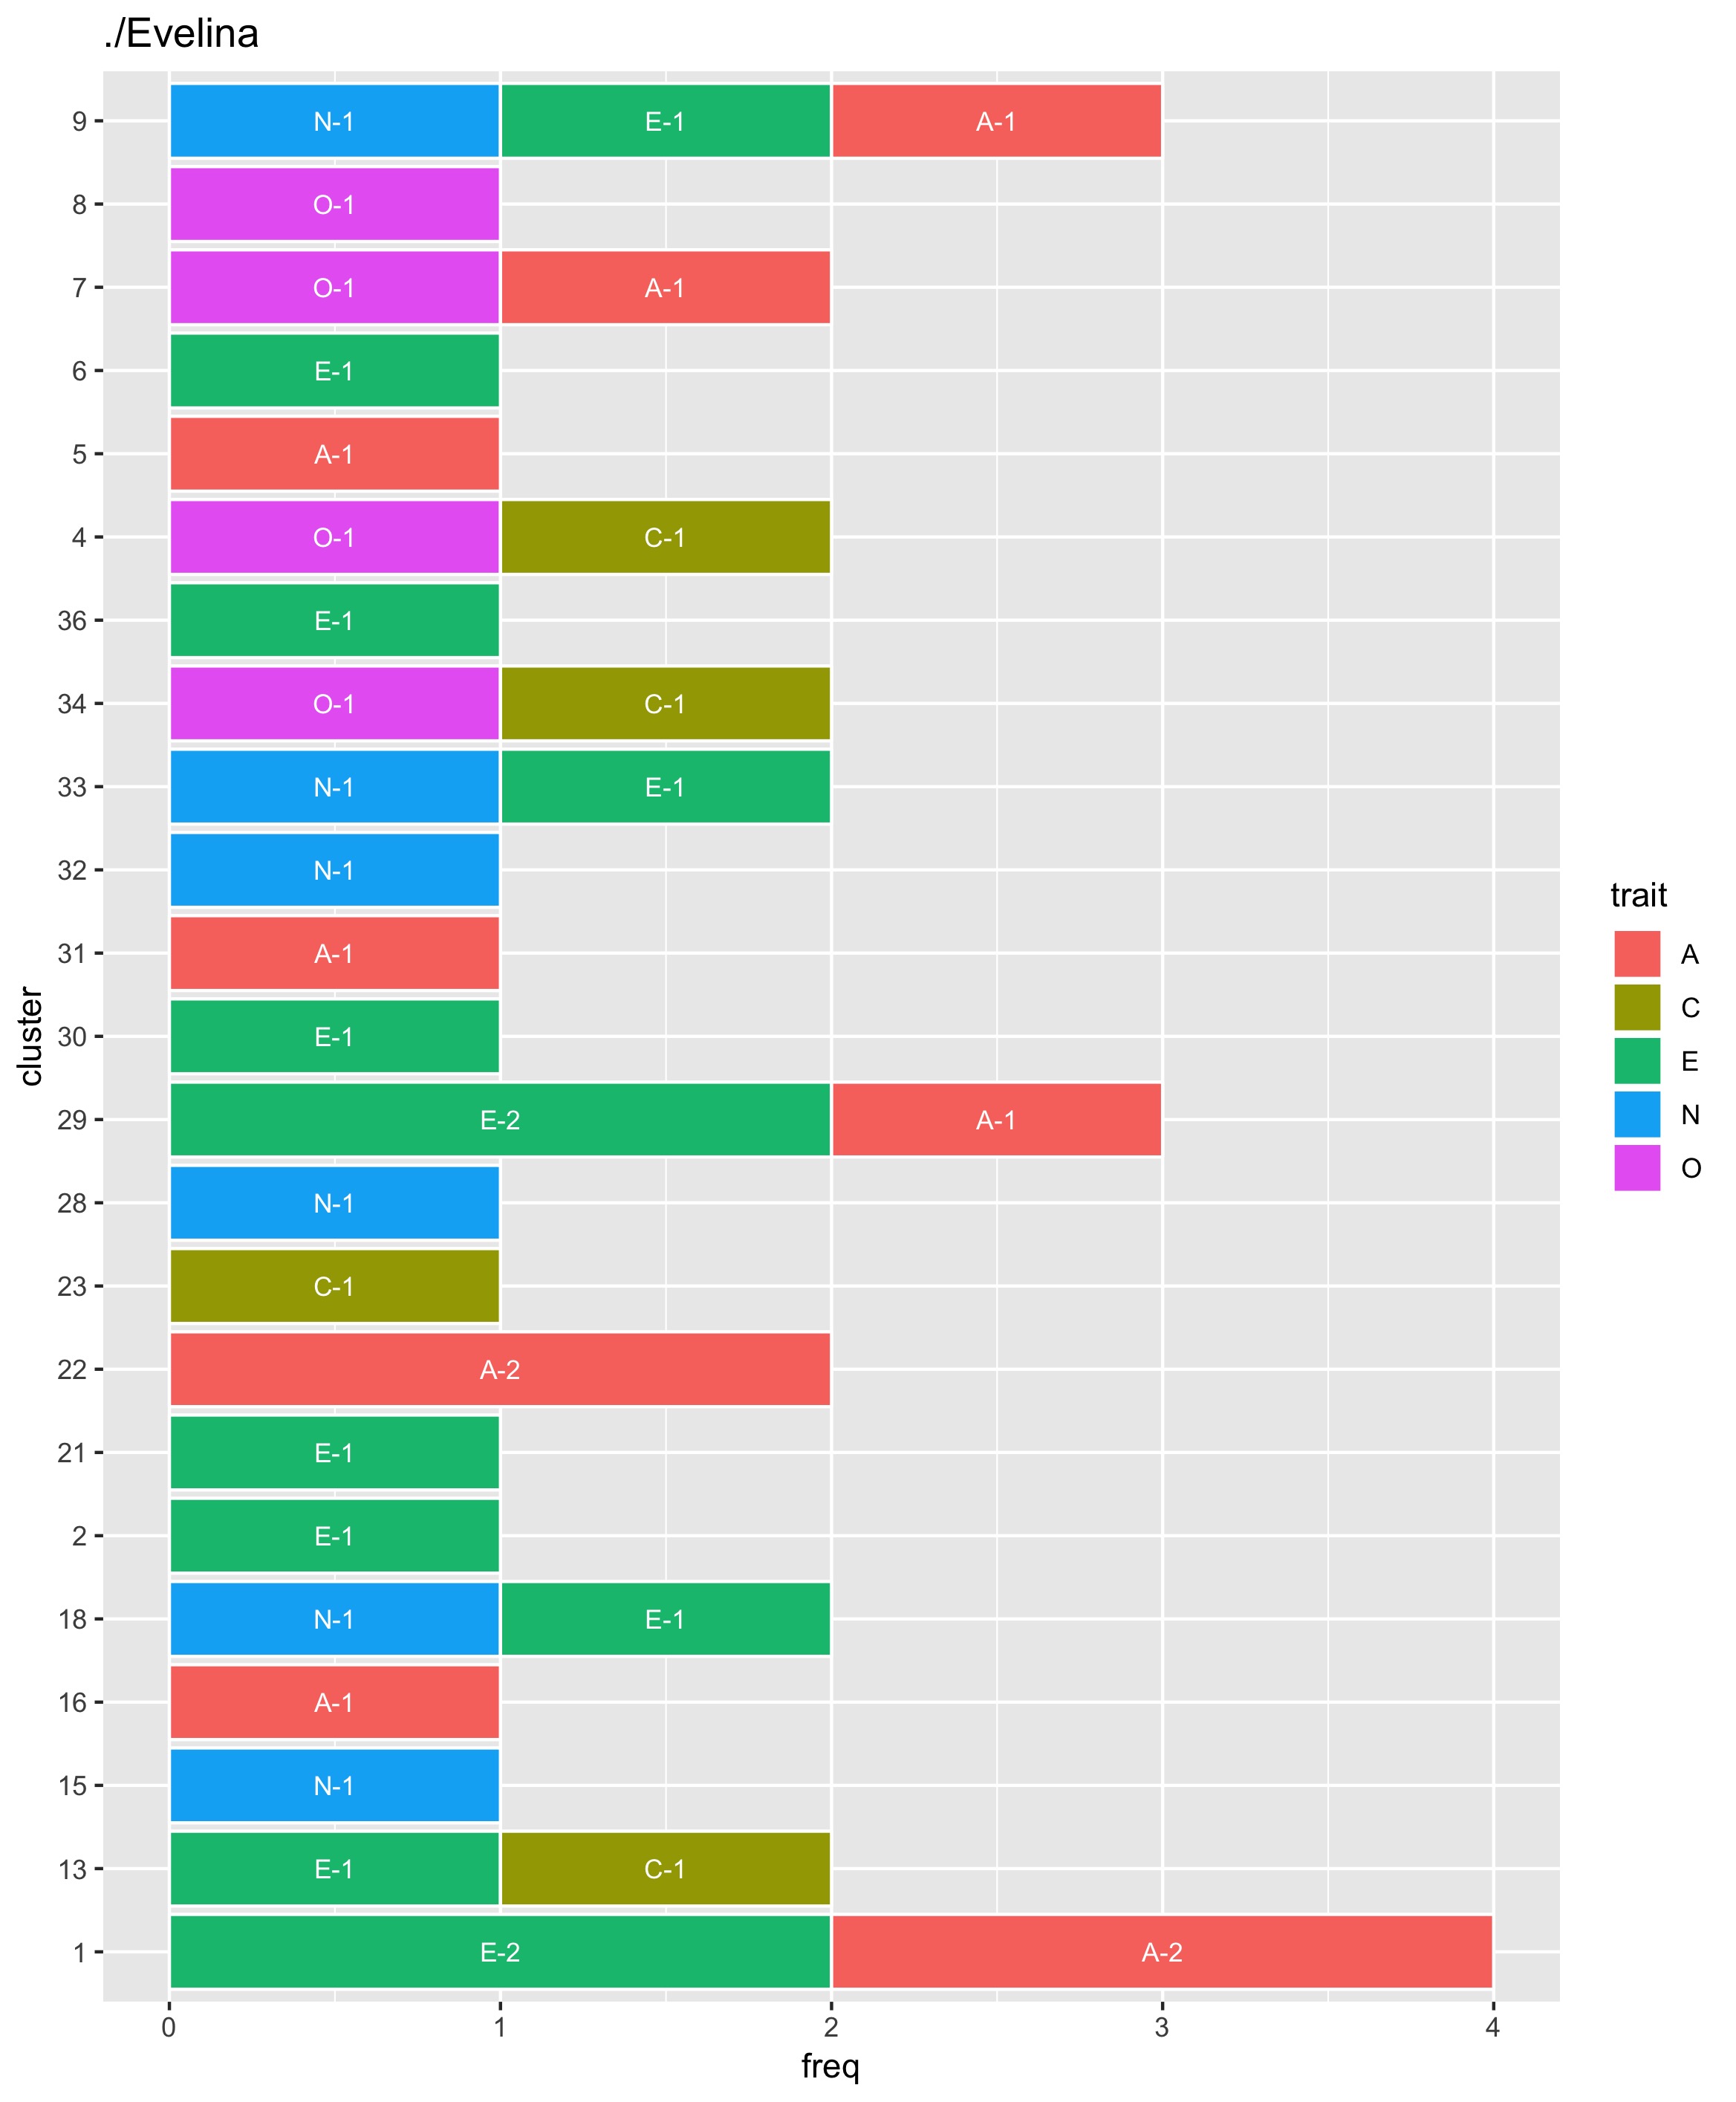 ./Evelina
9 N-1 E-1 A-1
8 O-1
7 O-1 A-1
6 E-1
5 A-1
4 O-1 C-1
36 E-1
34 O-1 C-1
33 N-1 E-1
32 N-1
31 A-1
30 E-1
29 E-2 A-1
28 N-1
23 C-1
22 A-2
21 E-1
2 E-1
18 N-1 E-1
16 A-1
15 N-1
13 E-1 C-1
1 E-2 A-2
0 1 2 3 4
freq
cluster
trait
A
C
E
N
O